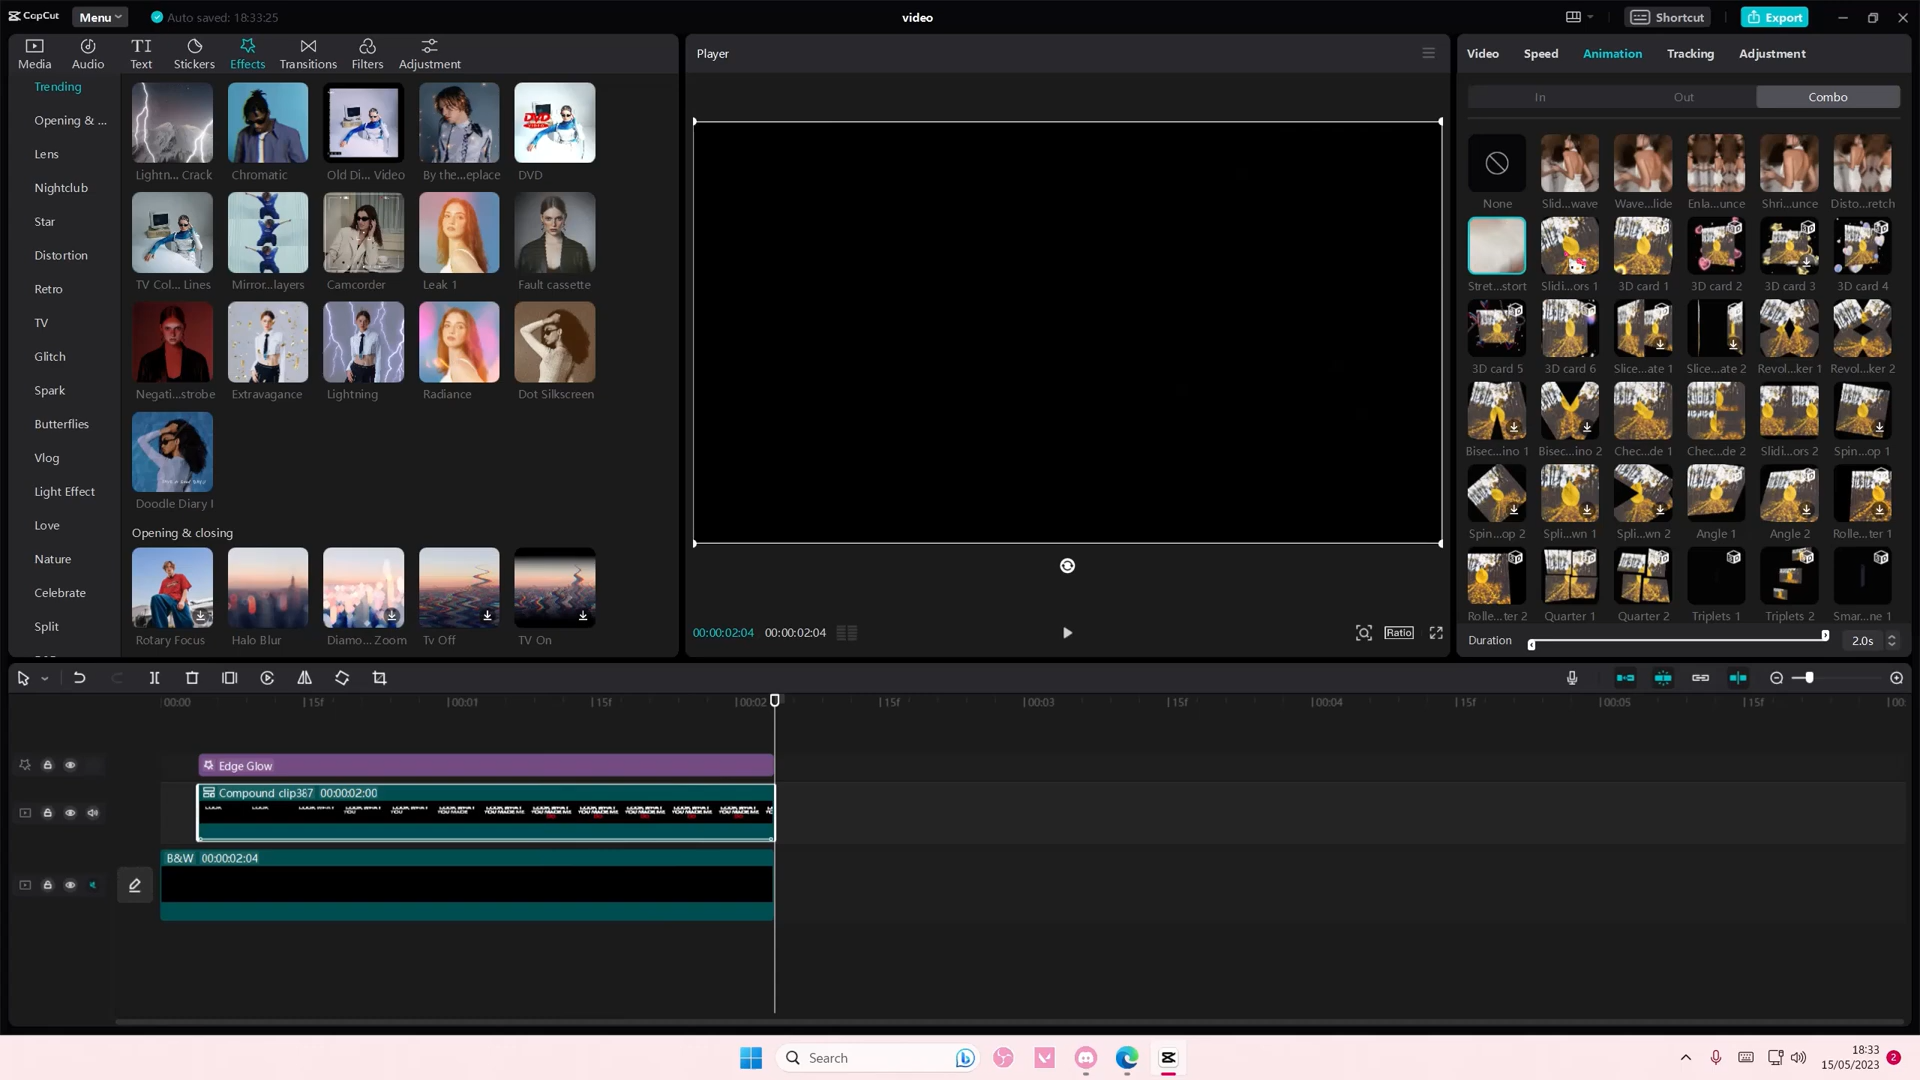 CapCut
Menu
Auto saved: 18:33:25
video
Shortcut
Export
Media
Audio
Text
Stickers
Effects
Transitions
Filters
Adjustment
Trending
Opening & ...
Lens
Nightclub
Star
Distortion
Retro
TV
Glitch
Spark
Butterflies
Vlog
Light Effect
Love
Nature
Celebrate
Split
Lightn... Crack
Chromatic
Old Di... Video
By the...eplace
DVD
TV Col... Lines
Mirror...layers
Camcorder
Leak 1
Fault cassette
Negati...strobe
Extravagance
Lightning
Radiance
Dot Silkscreen
Doodle Diary I
Opening & closing
Rotary Focus
Halo Blur
Diamo... Zoom
Tv Off
TV On
Player
00:00:02:04
00:00:02:04
Ratio
Video
Speed
Animation
Tracking
Adjustment
In
Out
Combo
None
Slid...wave
Wave...lide
Enla...unce
Shri...unce
Disto...retch
Stret...stort
Slidi...ors 1
3D card 1
3D card 2
3D card 3
3D card 4
3D card 5
3D card 6
Slice...ate 1
Slice...ate 2
Revol...ker 1
Revol...ker 2
Bisec...ino 1
Bisec...ino 2
Chec...de 1
Chec...de 2
Slidi...ors 2
Spin...op 1
Spin...op 2
Spli...wn 1
Spli...wn 2
Angle 1
Angle 2
Rolle...ter 1
Rolle...ter 2
Quarter 1
Quarter 2
Triplets 1
Triplets 2
Smar...ne 1
Duration
2.0s
00:00
15f
00:01
15f
00:02
15f
00:03
15f
00:04
15f
00:05
15f
Edge Glow
Compound clip387 00:00:02:00
B&W 00:00:02:04
Search
18:33
15/05/2023
2